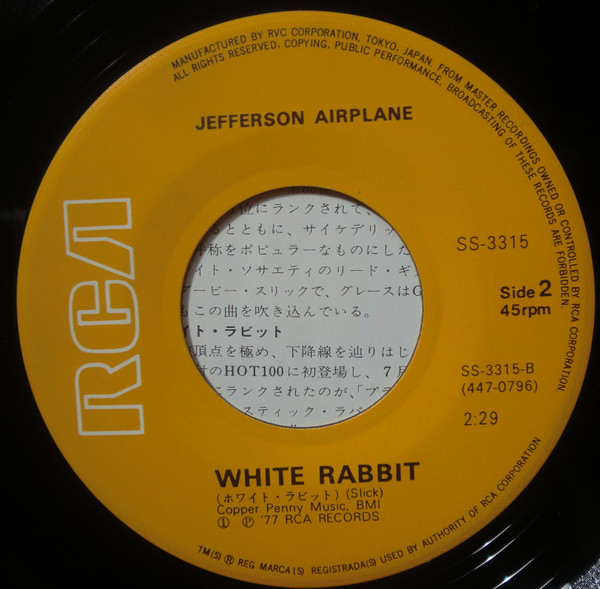 MANUFACTURED BY RVC CORPORATION, TOKYO, JAPAN. FROM MASTER RECORDINGS OWNED OR CONTROLLED BY RCA CORPORATION.
ALL RIGHTS RESERVED, COPYING, PUBLIC PERFORMANCE, BROADCASTING OF THESE RECORDS ARE FORBIDDEN.
JEFFERSON AIRPLANE
RCA
位にランクされて、
るとともに、サイケデリッ
称をポピュラーなものにした
イト・ソサエティのリード・ギ
ービー・スリックで、グレースはG
もこの曲を吹き込んでいる。
イト・ラビット
頂点を極め、下降線を辿りはじ
のHOT100に初登場し、7月
にランクされたのが、「プラ
スティック・ラバ
SS-3315
Side 2
45rpm
SS-3315-B
(447-0796)
2:29
WHITE RABBIT
(ホワイト・ラビット) (Slick)
Copper Penny Music, BMI
① Ⓟ '77 RCA RECORDS
TM(S) ® REG MARCA(S) REGISTRADA(S) USED BY AUTHORITY OF RCA CORPORATION